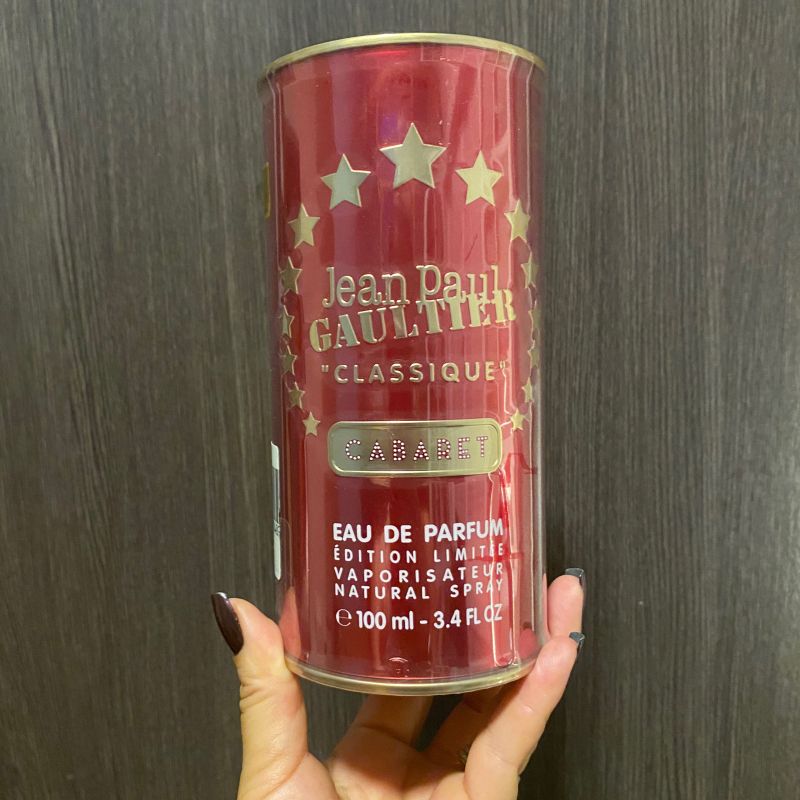 Jean Paul
GAULTIER
"CLASSIQUE"
CABARET
EAU DE PARFUM
ÉDITION LIMITÉE
VAPORISATEUR
NATURAL SPRAY
℮ 100 ml - 3.4 FL OZ